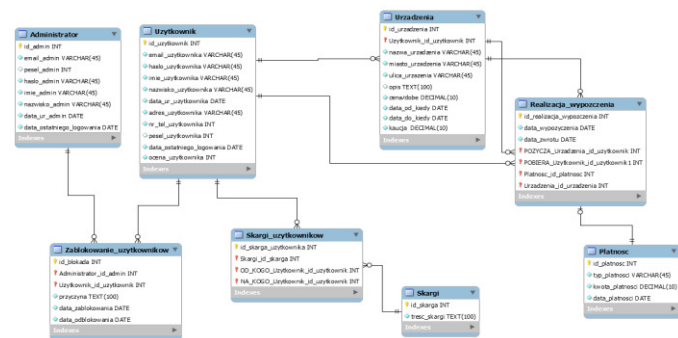 Administrator
id_admin INT
email_admin VARCHAR(45)
pesel_admin INT
haslo_admin VARCHAR(45)
imie_admin VARCHAR(45)
nazwisko_admin VARCHAR(45)
data_ur_admin DATE
data_ostatniego_logowania DATE
Indexes
Uzytkownik
id_uzytkownik INT
email_uzytkownika VARCHAR(45)
haslo_uzytkownika VARCHAR(45)
imie_uzytkownika VARCHAR(45)
nazwisko_uzytkownika VARCHAR(45)
data_ur_uzytkownika DATE
adres_uzytkownika VARCHAR(45)
nr_tel_uzytkownika INT
pesel_uzytkownika INT
data_ostatniego_logowania DATE
ocena_uzytkownika INT
Indexes
Urzadzenia
id_urzadzenia INT
Uzytkownik_id_uzytkownik INT
nazwa_urzadzenia VARCHAR(45)
miasto_urzadzenia VARCHAR(45)
ulica_urzazenia VARCHAR(45)
opis TEXT(100)
cena/dobe DECIMAL(10)
data_od_kiedy DATE
data_do_kiedy DATE
kaucja DECIMAL(10)
Indexes
Realizacja_wypozczenia
id_realizacja_wypozczenia INT
data_wypozyczenia DATE
data_zwrotu DATE
POZYCZA_Urzadzenia_id_uzytkownik INT
POBIERA_Uzytkownik_id_uzytkownik1 INT
Platnosc_id_platnosc INT
Urzadzenia_id_urzadzenia INT
Indexes
Zablokowanie_uzytkownikow
id_blokada INT
Administrator_id_admin INT
Uzytkownik_id_uzytkownik INT
przyczyna TEXT(100)
data_zablokowania DATE
data_odblokowania DATE
Indexes
Skargi_uzytkownikow
id_skarga_uzytkownika INT
Skargi_id_skarga INT
OD_KOGO_Uzytkownik_id_uzytkownik INT
NA_KOGO_Uzytkownik_id_uzytkownik INT
Indexes
Skargi
id_skarga INT
tresc_skargi TEXT(100)
Indexes
Platnosc
id_platnosc INT
typ_platnosci VARCHAR(45)
kwota_platnosci DECIMAL(10)
data_platnosci DATE
Indexes